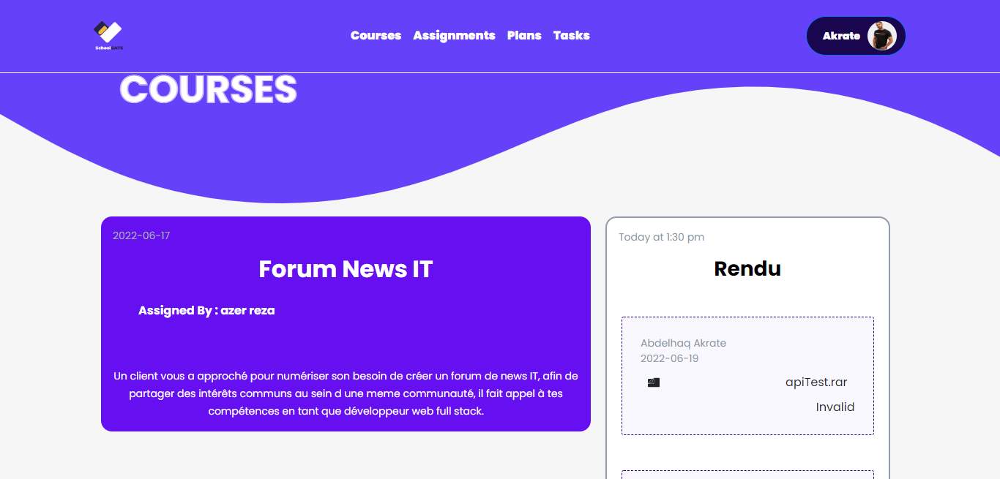 SchoolGATE
Courses
Assignments
Plans
Tasks
Akrate
COURSES
2022-06-17
Forum News IT
Assigned By : azer reza
Un client vous a approché pour numériser son besoin de créer un forum de news IT, afin de
partager des intérêts communs au sein d une meme communauté, il fait appel à tes
compétences en tant que développeur web full stack.
Today at 1:30 pm
Rendu
Abdelhaq Akrate
2022-06-19
apiTest.rar
Invalid